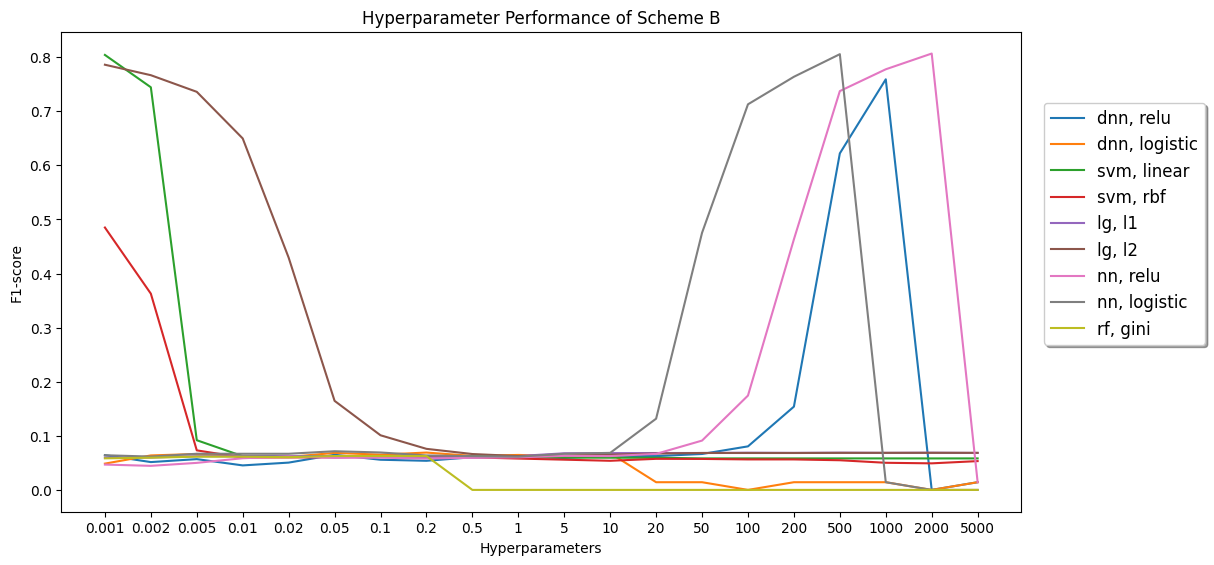 Hyperparameter Performance of Scheme B
F1-score
0.8
0.7
0.6
0.5
0.4
0.3
0.2
0.1
0.0
0.001 0.002 0.005 0.01 0.02 0.05 0.1 0.2 0.5 1 5 10 20 50 100 200 500 1000 2000 5000
Hyperparameters
dnn, relu
dnn, logistic
svm, linear
svm, rbf
lg, l1
lg, l2
nn, relu
nn, logistic
rf, gini